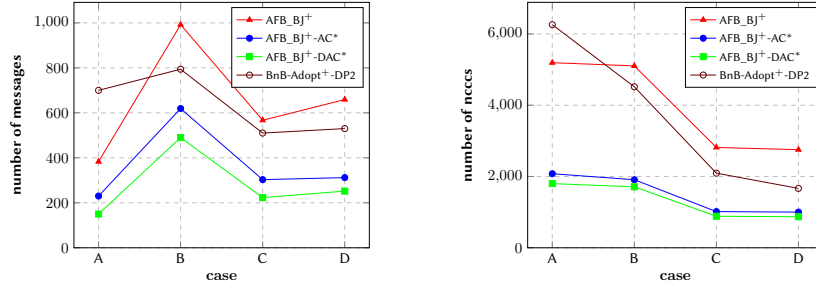 number of messages
1,000
800
600
400
200
0
A B C D
case
AFB_BJ⁺
AFB_BJ⁺-AC*
AFB_BJ⁺-DAC*
BnB-Adopt⁺-DP2
number of ncccs
6,000
4,000
2,000
0
A B C D
case
AFB_BJ⁺
AFB_BJ⁺-AC*
AFB_BJ⁺-DAC*
BnB-Adopt⁺-DP2